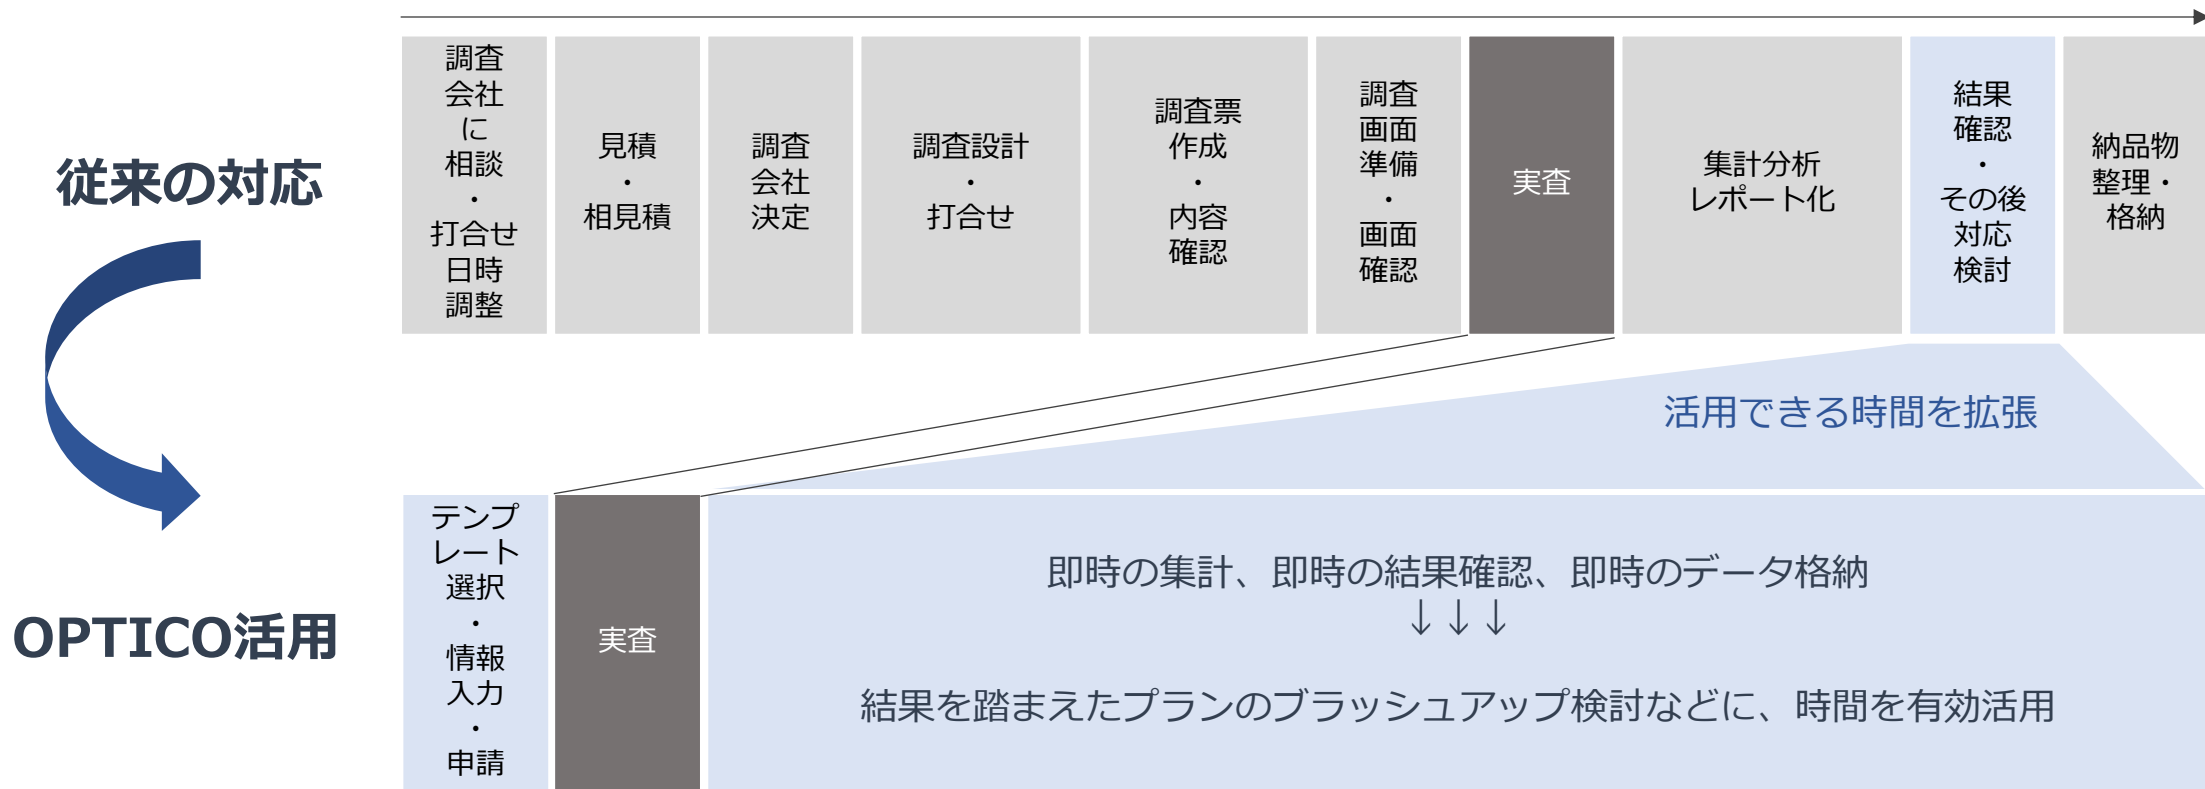 従来の対応
調査
会社
に
相談
・
打合せ
日時
調整
見積
・
相見積
調査
会社
決定
調査設計
・
打合せ
調査票
作成
・
内容
確認
調査
画面
準備
・
画面
確認
実査
集計分析
レポート化
結果
確認
・
その後
対応
検討
納品物
整理・
格納
活用できる時間を拡張
OPTICO活用
テンプ
レート
選択
・
情報
入力
・
申請
実査
即時の集計、即時の結果確認、即時のデータ格納
↓↓↓
結果を踏まえたプランのブラッシュアップ検討などに、時間を有効活用